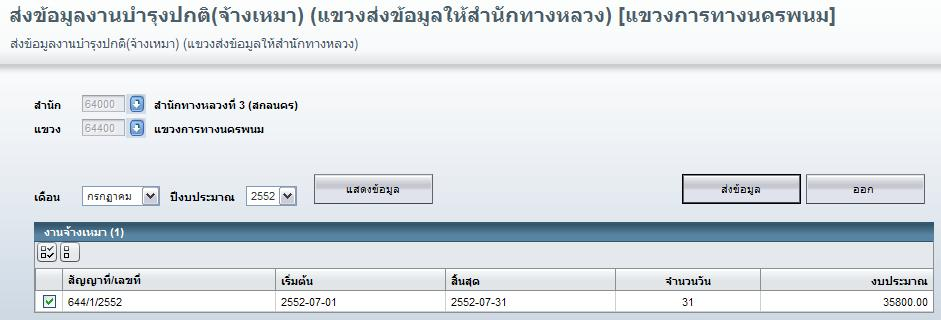 ส่งข้อมูลงานบำรุงปกติ(จ้างเหมา) (แขวงส่งข้อมูลให้สำนักทางหลวง) [แขวงการทางนครพนม]
ส่งข้อมูลงานบำรุงปกติ(จ้างเหมา) (แขวงส่งข้อมูลให้สำนักทางหลวง)
สำนัก 64000 สำนักทางหลวงที่ 3 (สกลนคร)
แขวง 64400 แขวงการทางนครพนม
เดือน กรกฎาคม ปีงบประมาณ 2552 แสดงข้อมูล ส่งข้อมูล ออก
งานจ้างเหมา (1)
สัญญาที่/เลขที่ เริ่มต้น สิ้นสุด จำนวนวัน งบประมาณ
644/1/2552 2552-07-01 2552-07-31 31 35800.00